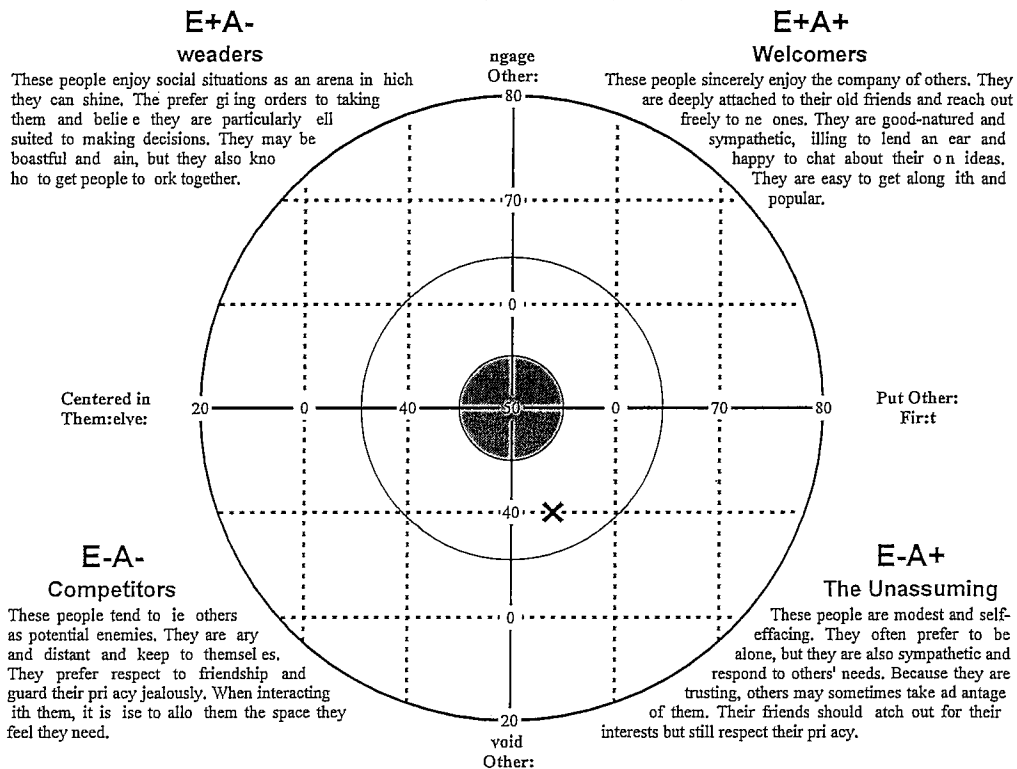 E+A-
weaders
These people enjoy social situations as an arena in hich
they can shine. The prefer gi ing orders to taking
them and belie e they are particularly ell
suited to making decisions. They may be
boastful and ain, but they also kno
ho to get people to ork together.
E+A+
Welcomers
These people sincerely enjoy the company of others. They
are deeply attached to their old friends and reach out
freely to ne ones. They are good-natured and
sympathetic, illing to lend an ear and
happy to chat about their o n ideas.
They are easy to get along ith and
popular.
ngage
Other:
80
70
0
Centered in
Them:elve:
20 0 40 50 0 70 80
Put Other:
Fir:t
40
0
20
void
Other:
E-A-
Competitors
These people tend to ie others
as potential enemies. They are ary
and distant and keep to themsel es.
They prefer respect to friendship and
guard their pri acy jealously. When interacting
ith them, it is ise to allo them the space they
feel they need.
E-A+
The Unassuming
These people are modest and self-
effacing. They often prefer to be
alone, but they are also sympathetic and
respond to others' needs. Because they are
trusting, others may sometimes take ad antage
of them. Their friends should atch out for their
interests but still respect their pri acy.